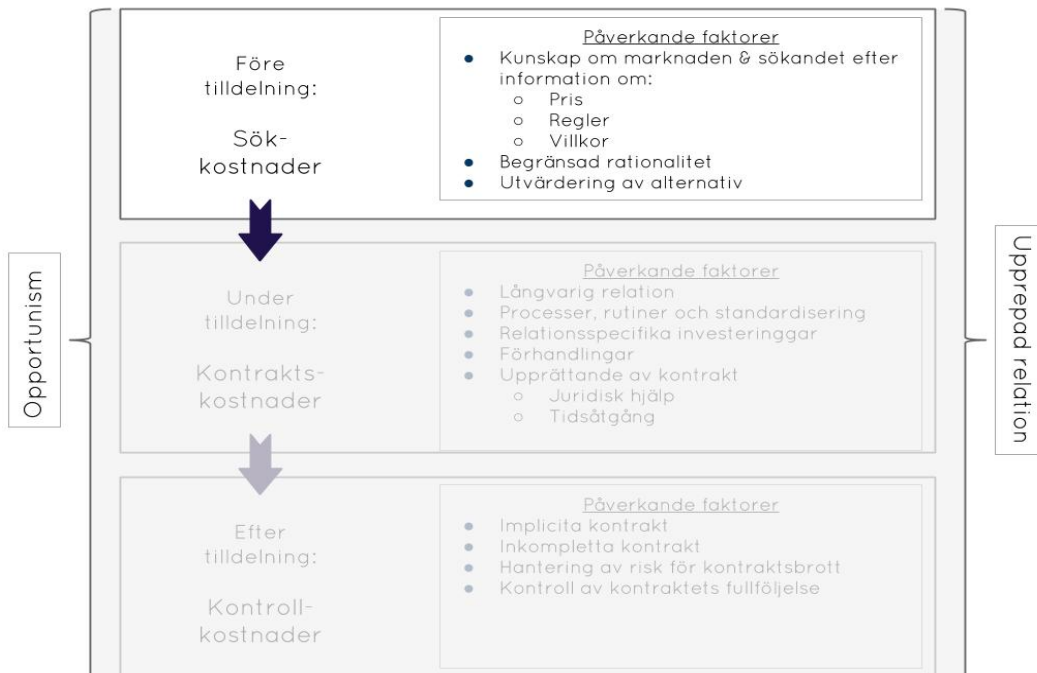 Opportunism
Före
tilldelning:
Sök-
kostnader
Påverkande faktorer
● Kunskap om marknaden & sökandet efter
information om:
○ Pris
○ Regler
○ Villkor
● Begränsad rationalitet
● Utvärdering av alternativ
Under
tilldelning:
Kontrakts-
kostnader
Påverkande faktorer
● Långvarig relation
● Processer, rutiner och standardisering
● Relationsspecifika investeringgar
● Förhandlingar
● Upprättande av kontrakt
○ Juridisk hjälp
○ Tidsåtgång
Efter
tilldelning:
Kontroll-
kostnader
Påverkande faktorer
● Implicita kontrakt
● Inkompletta kontrakt
● Hantering av risk för kontraktsbrott
● Kontroll av kontraktets fullföljelse
Upprepad relation